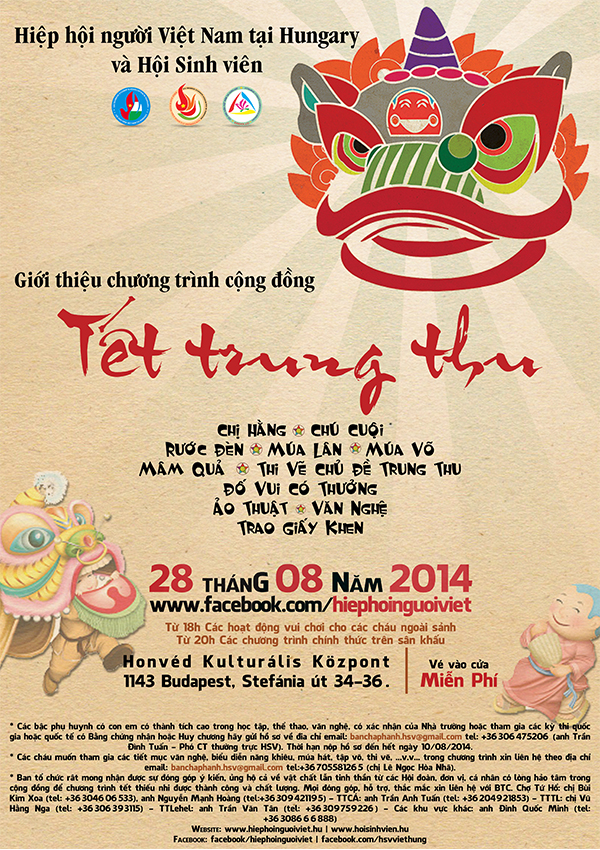 Hiệp hội người Việt Nam tại Hungary
và Hội Sinh viên
Giới thiệu chương trình cộng đồng
Tết trung thu
Chị Hằng Chú Cuội
Rước đèn Múa Lân Múa Võ
Mâm Quả Thi Vẽ Chủ Đề Trung Thu
Đố Vui Có Thưởng
Ảo Thuật Văn Nghệ
Trao Giấy Khen
28 tháng 08 năm 2014
www.facebook.com/hiephoinguoiviet
Từ 18h Các hoạt động vui chơi cho các cháu ngoài sảnh
Từ 20h Các chương trình chính thức trên sân khấu
Honvéd Kulturális Központ
1143 Budapest, Stefánia út 34-36.
Vé vào cửa
Miễn Phí
* Các bậc phụ huynh có con em có thành tích cao trong học tập, thể thao, văn nghệ, có xác nhận của Nhà trường hoặc tham gia các kỳ thi quốc
gia hoặc quốc tế có Bằng chứng nhận hoặc Huy chương hãy gửi hồ sơ về địa chỉ email: banchaphanh.hsv@gmail.com tel:+36 306 475206 (anh Trần
Đình Tuấn – Phó CT thường trực HSV). Thời hạn nộp hồ sơ đến hết ngày 10/08/2014.
* Các cháu muốn tham gia các tiết mục văn nghệ, biểu diễn năng khiếu, múa hát, tập võ, thi vẽ, ...v.v... trong chương trình xin liên hệ theo địa chỉ
email: banchaphanh.hsv@gmail.com tel:+36 70 558 1265 (chị Lê Ngọc Hòa Nhã).
* Ban tổ chức rất mong nhận được sự đóng góp ý kiến, ủng hộ cả về vật chất lẫn tinh thần từ các Hội đoàn, đơn vị, cá nhân có lòng hảo tâm trong
cộng đồng để chương trình tết thiếu nhi được thành công và chất lượng. Mọi đóng góp, hỗ trợ, thắc mắc xin liên hệ với BTC. Chợ Tứ Hổ: chị Bùi
Kim Xoa (tel: +36 30 46 06 533), anh Nguyễn Mạnh Hoàng (tel:+36 309 421 195) – TTCÁ: anh Trần Anh Tuấn (tel: +36 20 4921853) – TTTL: chị Vũ
Hằng Nga (tel: +36 306 393115) – TTLehel: anh Trần Văn Tân (tel: +36 309759226) – Các khu vực khác: anh Đinh Quốc Minh (tel:
+36 3086 66 888)
Website: www.hiephoinguoiviet.hu | www.hoisinhvien.hu
Facebook: facebook/hiephoinguoiviet | facebook.com/hsvviethung